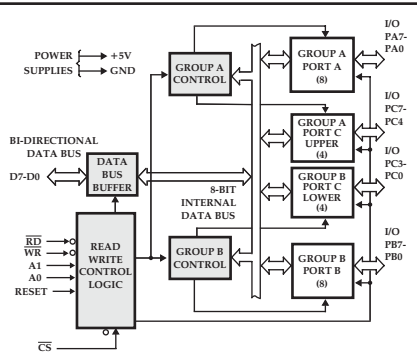 POWER
SUPPLIES
+5V
GND
GROUP A
CONTROL
GROUP A
PORT A
(8)
I/O
PA7-
PA0
I/O
PC7-
PC4
GROUP A
PORT C
UPPER
(4)
BI-DIRECTIONAL
DATA BUS
D7-D0
DATA
BUS
BUFFER
8-BIT
INTERNAL
DATA BUS
GROUP B
PORT C
LOWER
(4)
I/O
PC3-
PC0
RD
WR
A1
A0
RESET
READ
WRITE
CONTROL
LOGIC
GROUP B
CONTROL
GROUP B
PORT B
(8)
I/O
PB7-
PB0
CS